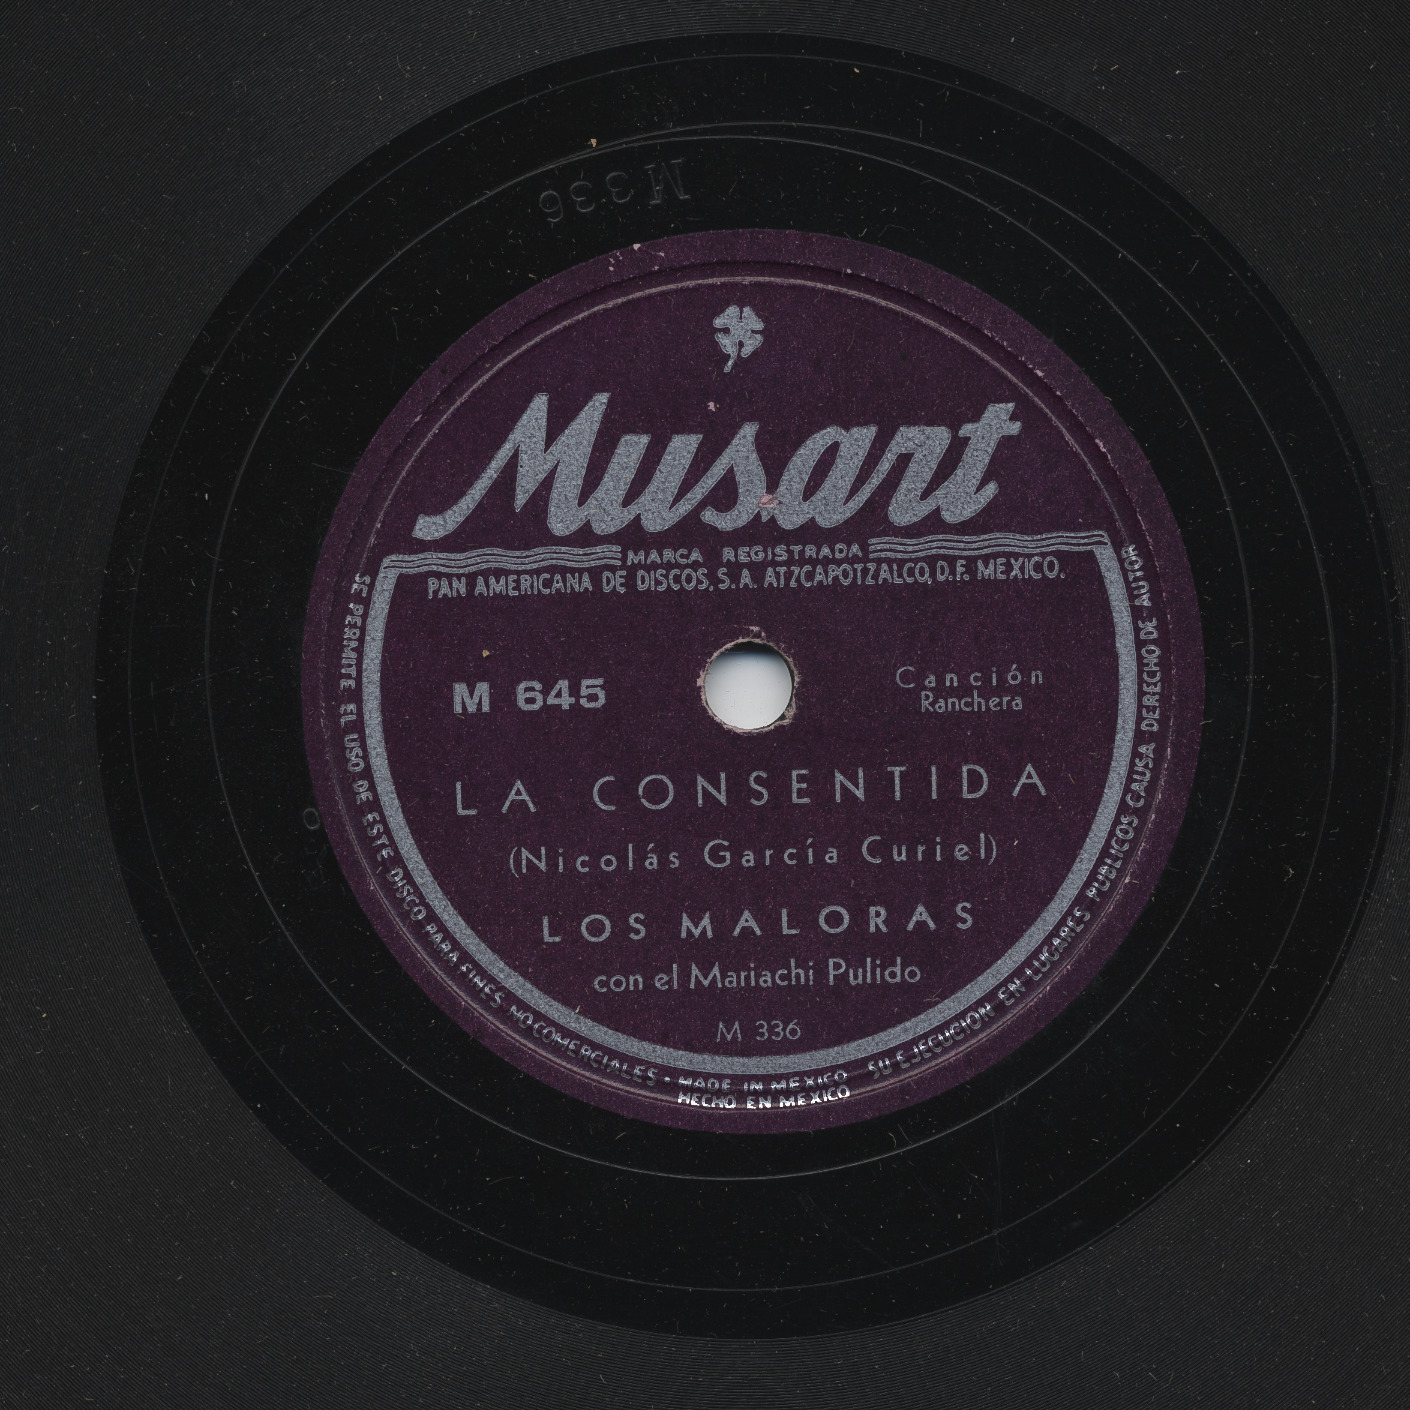 M336
Musart
MARCA REGISTRADA
PAN AMERICANA DE DISCOS, S.A. ATZCAPOTZALCO, D.F. MEXICO.
M 645
Canción
Ranchera
LA CONSENTIDA
(Nicolás García Curiel)
LOS MALORAS
con el Mariachi Pulido
M 336
SE PERMITE EL USO DE ESTE DISCO PARA FINES NO COMERCIALES • MADE IN MEXICO
HECHO EN MEXICO
SU EJECUCION EN LUGARES PUBLICOS CAUSA DERECHO DE AUTOR